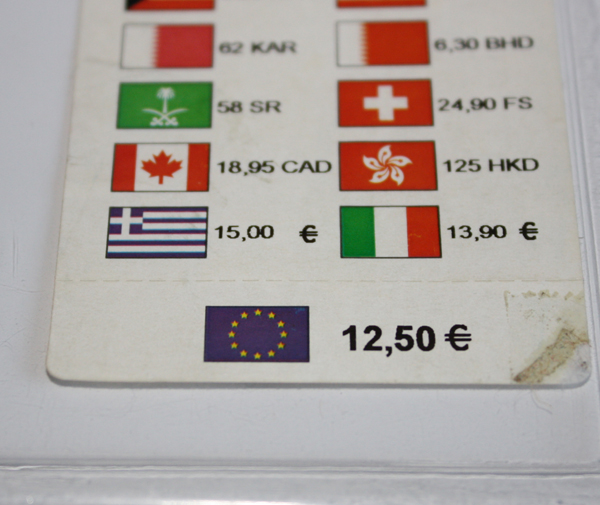 62 KAR 6,30 BHD
58 SR 24,90 FS
18,95 CAD 125 HKD
15,00 € 13,90 €
12,50 €